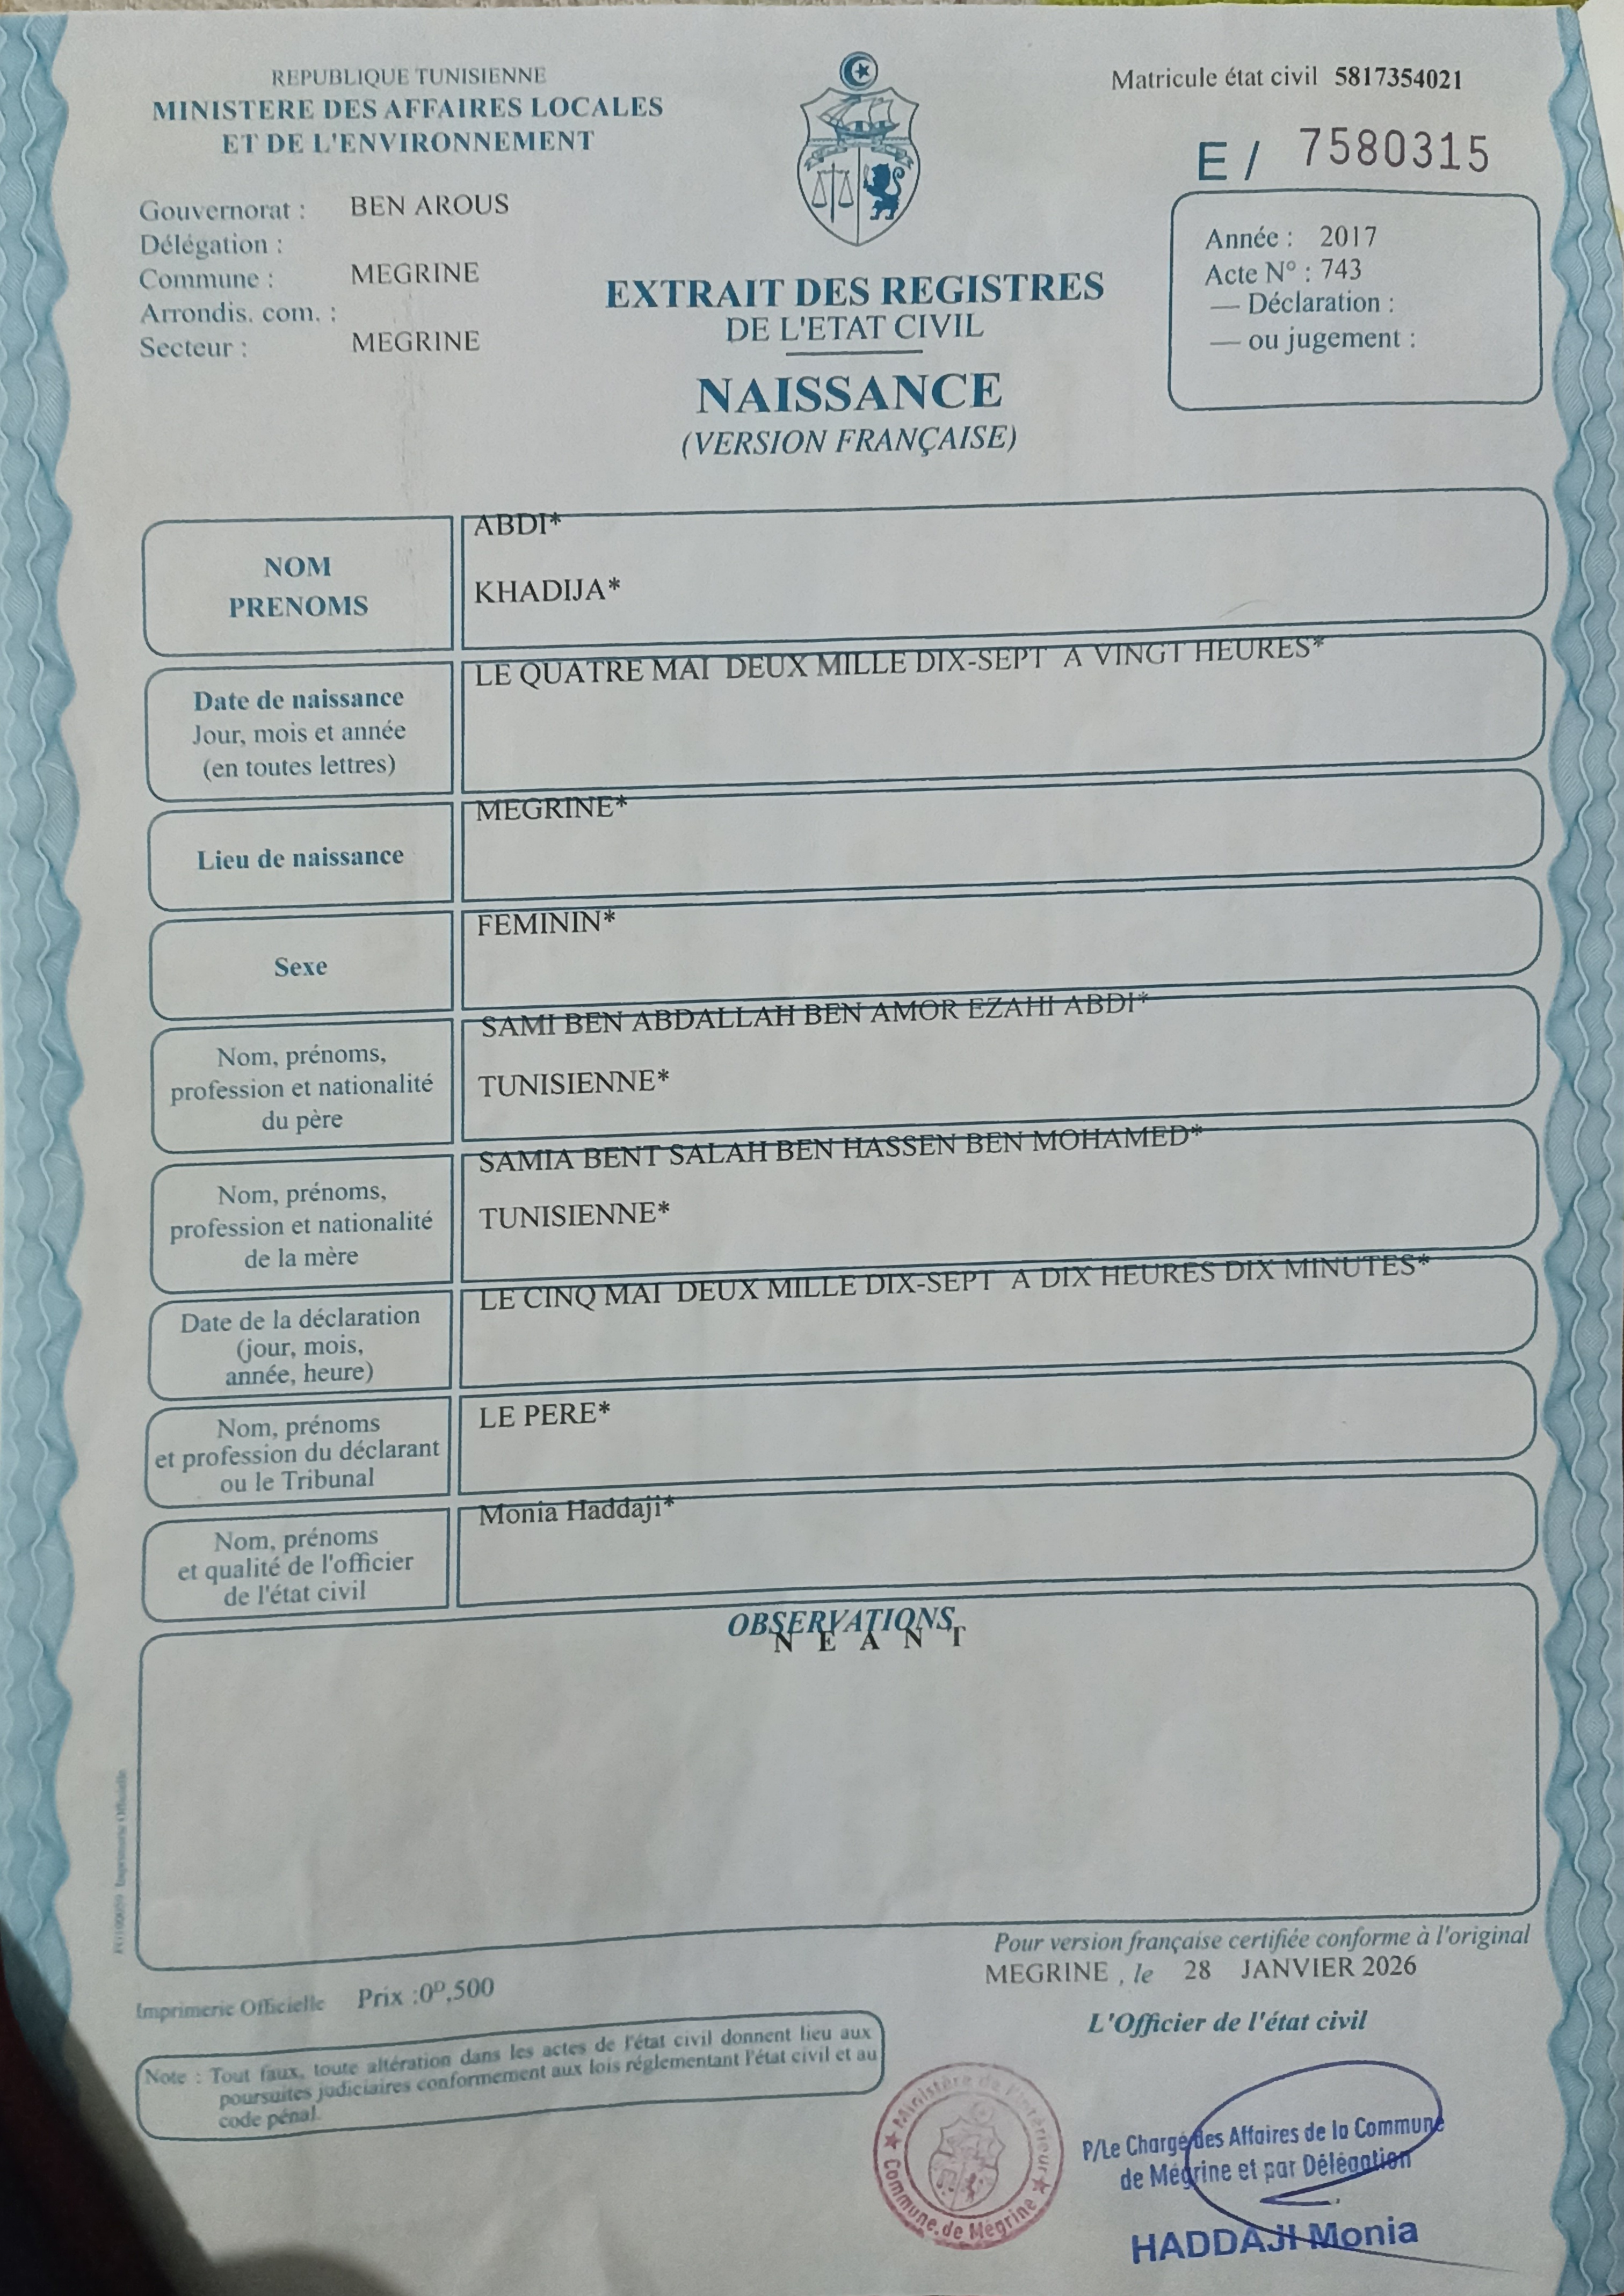 REPUBLIQUE TUNISIENNE
MINISTERE DES AFFAIRES LOCALES
ET DE L'ENVIRONNEMENT
Gouvernorat : BEN AROUS
Délégation :
Commune : MEGRINE
Arrondis. com. :
Secteur : MEGRINE
Matricule état civil 5817354021
E / 7580315
Année : 2017
Acte N° : 743
— Déclaration :
— ou jugement :
EXTRAIT DES REGISTRES
DE L'ETAT CIVIL
NAISSANCE
(VERSION FRANÇAISE)
NOM
PRENOMS
ABDI*
KHADIJA*
Date de naissance
Jour, mois et année
(en toutes lettres)
LE QUATRE MAI DEUX MILLE DIX-SEPT A VINGT HEURES*
Lieu de naissance
MEGRINE*
Sexe
FEMININ*
Nom, prénoms,
profession et nationalité
du père
SAMI BEN ABDALLAH BEN AMOR EZAHI ABDI*
TUNISIENNE*
Nom, prénoms,
profession et nationalité
de la mère
SAMIA BENT SALAH BEN HASSEN BEN MOHAMED*
TUNISIENNE*
Date de la déclaration
(jour, mois,
année, heure)
LE CINQ MAI DEUX MILLE DIX-SEPT A DIX HEURES DIX MINUTES*
Nom, prénoms
et profession du déclarant
ou le Tribunal
LE PERE*
Nom, prénoms
et qualité de l'officier
de l'état civil
Monia Haddaji*
OBSERVATIONS
N E A N T
Imprimerie Officielle
Pour version française certifiée conforme à l'original
MEGRINE , le 28 JANVIER 2026
Imprimerie Officielle Prix :0ᴰ,500
L'Officier de l'état civil
Note : Tout faux, toute altération dans les actes de l'état civil donnent lieu aux
poursuites judiciaires conformement aux lois réglementant l'état civil et au
code pénal.
Ministère de l'Intérieur
Commune de Mégrine
P/Le Chargé des Affaires de la Commune
de Mégrine et par Délégation
HADDAJI Monia